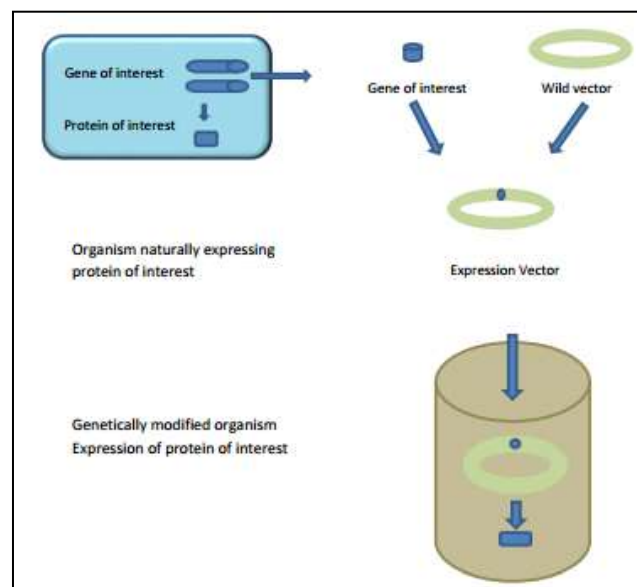 Gene of interest
Protein of interest
Gene of interest
Wild vector
Organism naturally expressing
protein of interest
Expression Vector
Genetically modified organism
Expression of protein of interest